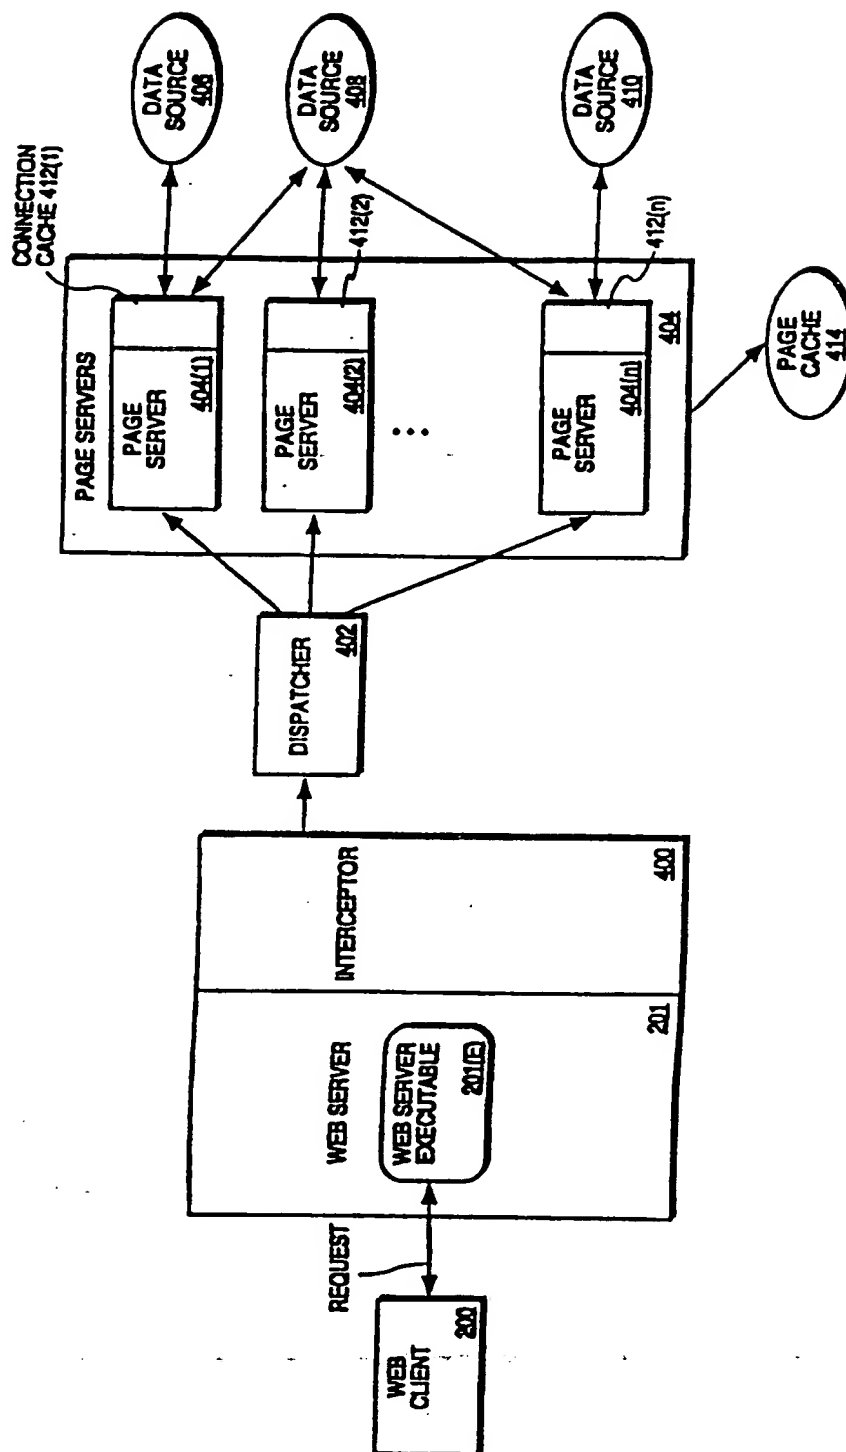 WEB
CLIENT
200
REQUEST
WEB SERVER
WEB SERVER
EXECUTABLE
201(E)
201
INTERCEPTOR
400
DISPATCHER
402
PAGE SERVERS
CONNECTION
CACHE 412(1)
PAGE
SERVER
404(1)
PAGE
SERVER
404(2)
412(2)
...
PAGE
SERVER
404(n)
412(n)
404
DATA
SOURCE
406
DATA
SOURCE
408
DATA
SOURCE
410
PAGE
CACHE
414